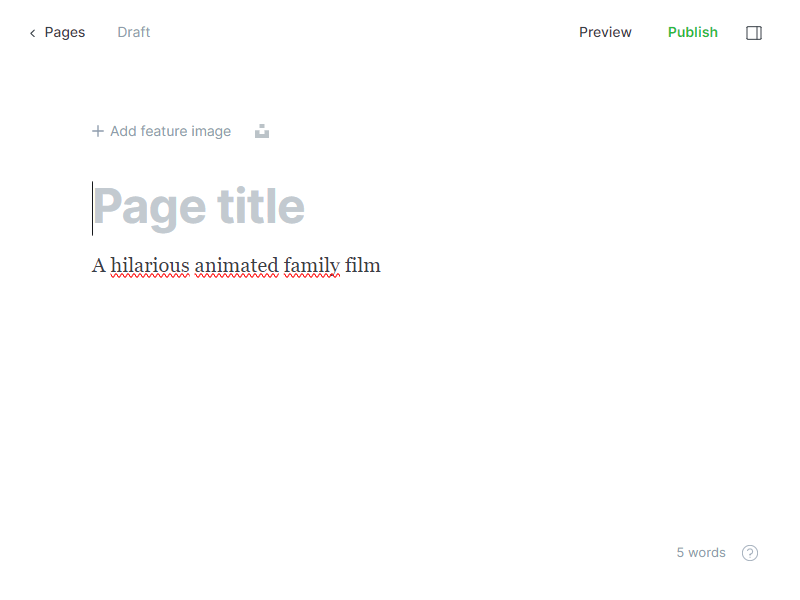 Pages Draft Preview Publish
Add feature image
Page title
A hilarious animated family film
5 words ?